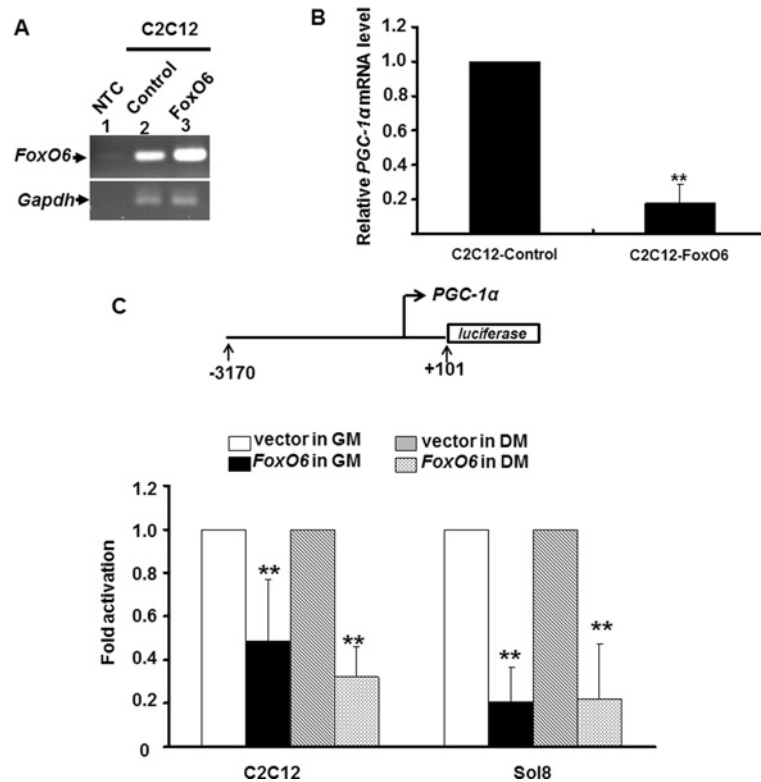 A
C2C12
NTC
Control
FoxO6
1 2 3
FoxO6
Gapdh
B
Relative PGC-1α mRNA level
1.2
1.0
0.8
0.6
0.4
0.2
**
C2C12-Control
C2C12-FoxO6
C
PGC-1α
luciferase
-3170
+101
vector in GM
vector in DM
FoxO6 in GM
FoxO6 in DM
Fold activation
1.2
1.0
0.8
0.6
0.4
0.2
0
**
**
**
**
C2C12
Sol8